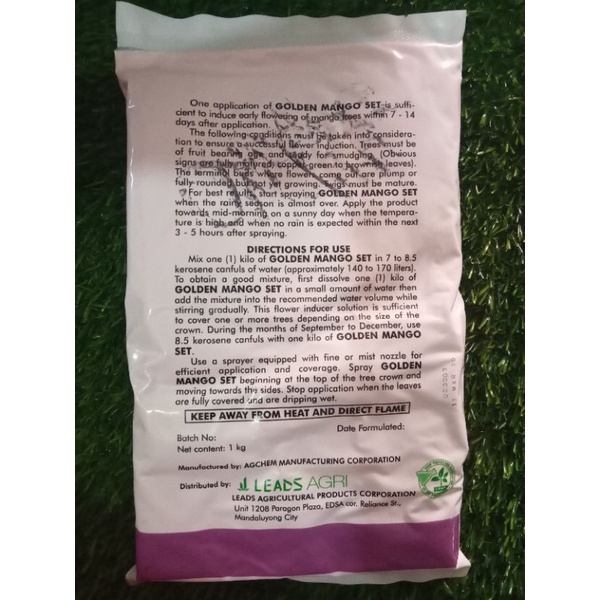 One application of GOLDEN MANGO SET is suffi-
cient to induce early flowering of mango trees within 7 - 14
days after application.
The following conditions must be taken into considera-
tion to ensure a successful flower induction. Trees must be
of fruit bearing and ready for smudging (Obvious
signs are fully matured, copper green to brownish leaves).
The terminal buds where flowers come out are plump or
fully rounded but not yet growing. Twigs must be mature.
For best results, start spraying GOLDEN MANGO SET
when the rainy season is almost over. Apply the product
towards mid-morning on a sunny day when the tempera-
ture is high and when no rain is expected within the next
3 - 5 hours after spraying.
DIRECTIONS FOR USE
Mix one (1) kilo of GOLDEN MANGO SET in 7 to 8.5
kerosene canfuls of water (approximately 140 to 170 liters).
To obtain a good mixture, first dissolve one (1) kilo of
GOLDEN MANGO SET in a small amount of water then
add the mixture into the recommended water volume while
stirring gradually. This flower inducer solution is sufficient
to cover one or more trees depending on the size of the
crown. During the months of September to December, use
8.5 kerosene canfuls with one kilo of GOLDEN MANGO
SET.
Use a sprayer equipped with fine or mist nozzle for
efficient application and coverage. Spray GOLDEN
MANGO SET beginning at the top of the tree crown and
moving towards the sides. Stop application when the leaves
are fully covered and are dripping wet.
KEEP AWAY FROM HEAT AND DIRECT FLAME
Batch No:
Date Formulated:
Net content: 1 kg
Manufactured by: AGCHEM MANUFACTURING CORPORATION
Distributed by: LEADS AGRI
LEADS AGRICULTURAL PRODUCTS CORPORATION
Unit 1208 Paragon Plaza, EDSA cor. Reliance St.,
Mandaluyong City